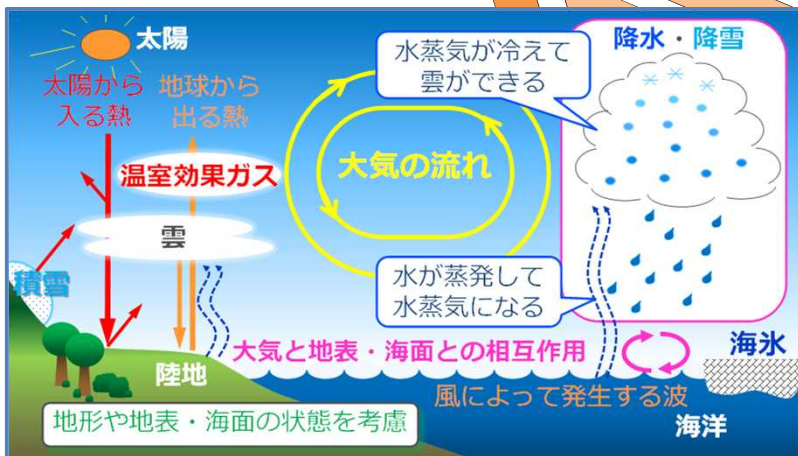 太陽
太陽から
入る熱
地球から
出る熱
温室効果ガス
雲
積雪
大気の流れ
水蒸気が冷えて
雲ができる
降水・降雪
水が蒸発して
水蒸気になる
大気と地表・海面との相互作用
海氷
陸地
風によって発生する波
地形や地表・海面の状態を考慮
海洋